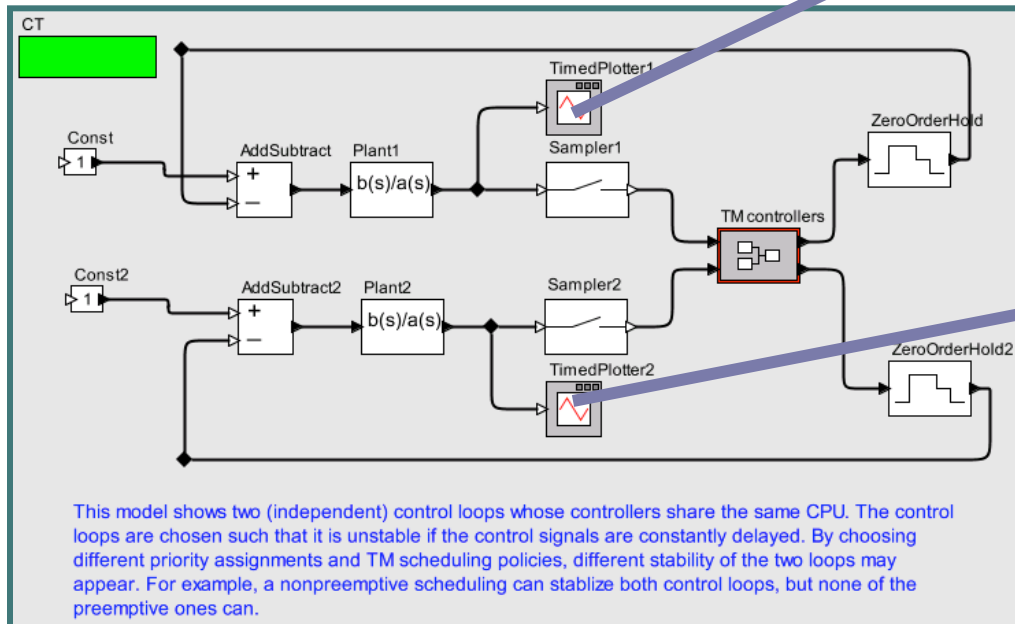 CT
TimedPlotter1
ZeroOrderHold
Const
1
AddSubtract
Plant1
Sampler1
+
b(s)/a(s)
−
TM controllers
Const2
1
AddSubtract2
Plant2
Sampler2
+
b(s)/a(s)
−
ZeroOrderHold2
TimedPlotter2
This model shows two (independent) control loops whose controllers share the same CPU. The control
loops are chosen such that it is unstable if the control signals are constantly delayed. By choosing
different priority assignments and TM scheduling policies, different stability of the two loops may
appear. For example, a nonpreemptive scheduling can stablize both control loops, but none of the
preemptive ones can.